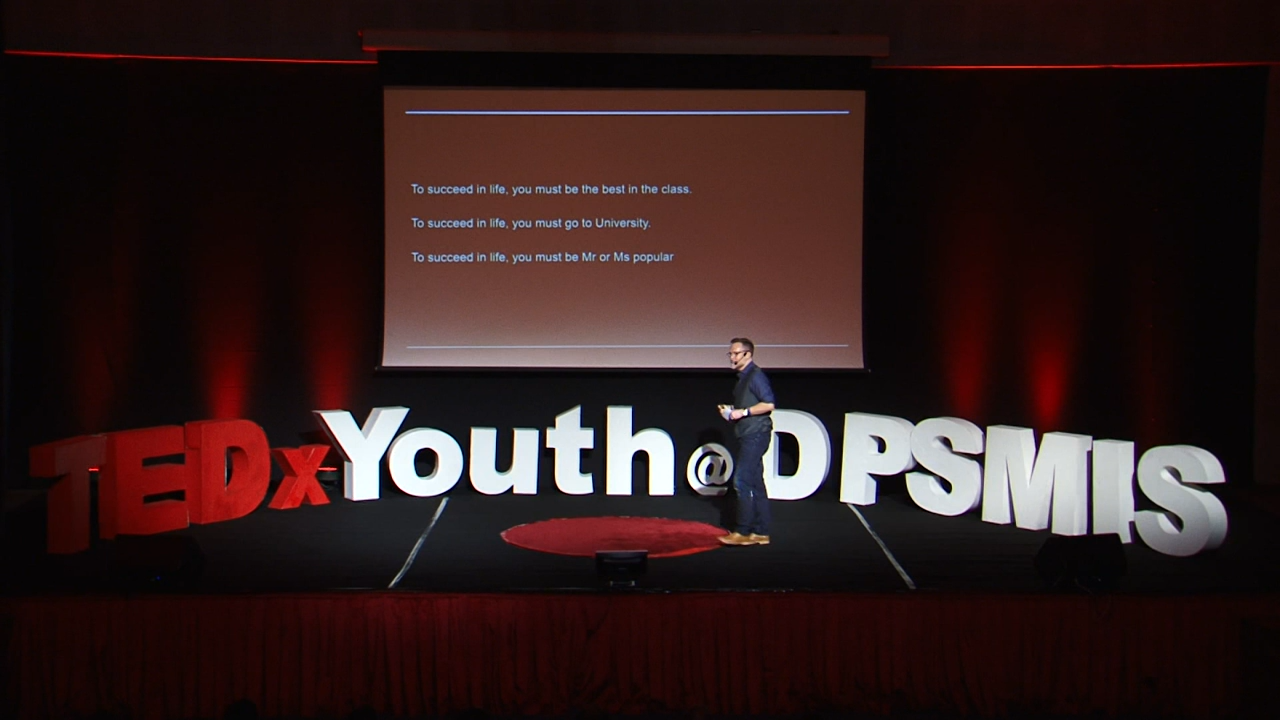 To succeed in life, you must be the best in the class.
To succeed in life, you must go to University.
To succeed in life, you must be Mr or Ms popular
TEDxYouth@DPSMIS